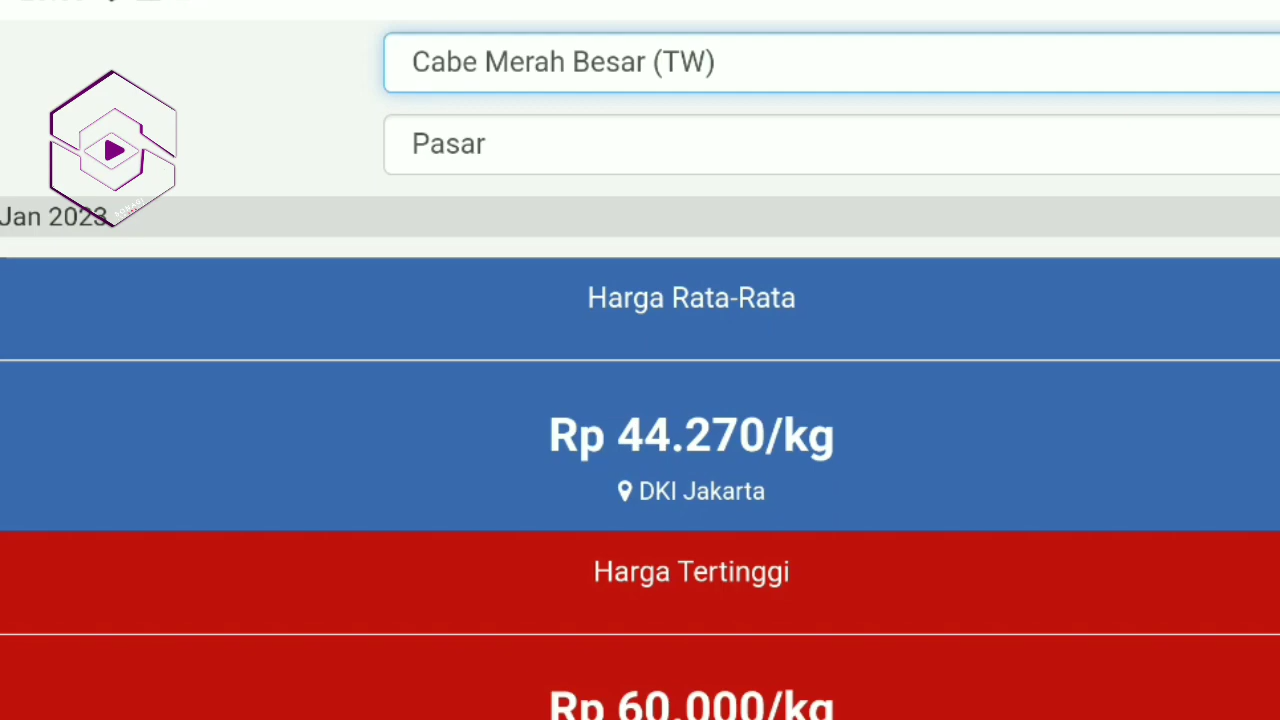 Cabe Merah Besar (TW)
Pasar
Jan 2023
Harga Rata-Rata
Rp 44.270/kg
DKI Jakarta
Harga Tertinggi
Rp 60.000/kg